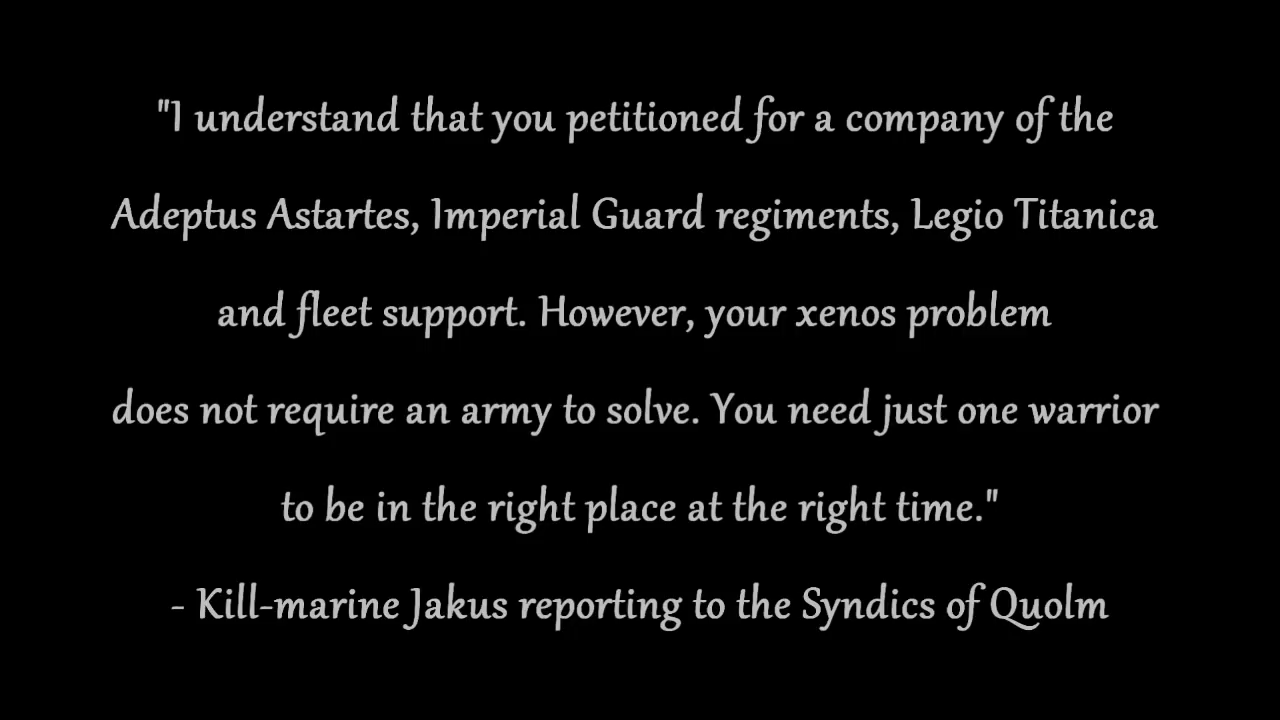 "I understand that you petitioned for a company of the
Adeptus Astartes, Imperial Guard regiments, Legio Titanica
and fleet support. However, your xenos problem
does not require an army to solve. You need just one warrior
to be in the right place at the right time."
- Kill-marine Jakus reporting to the Syndics of Quolm